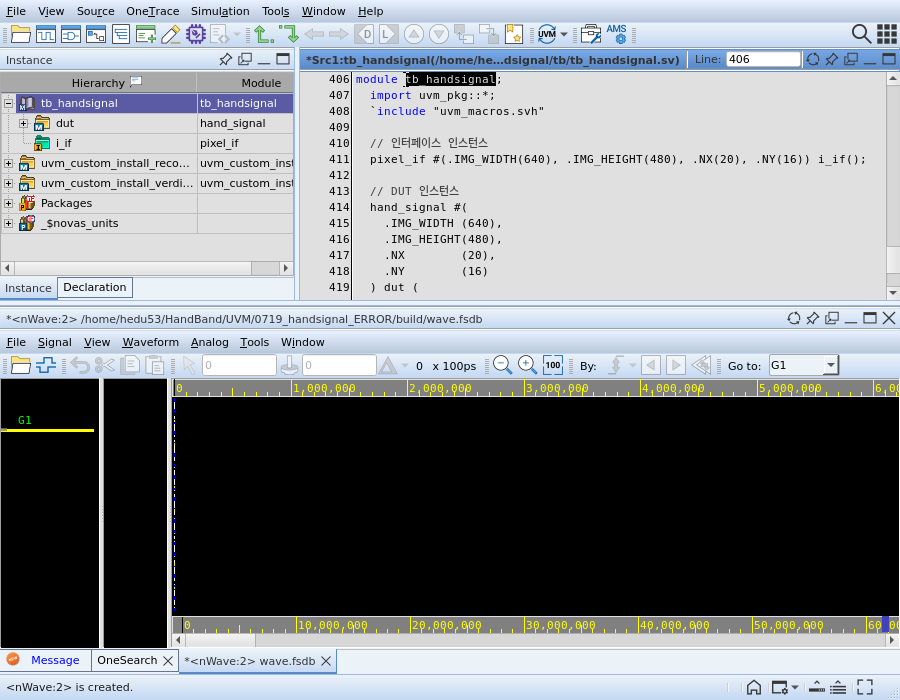 File View Source OneTrace Simulation Tools Window Help
D L UVM AMS
Instance
Hierarchy Module
tb_handsignal tb_handsignal
dut hand_signal
i_if pixel_if
uvm_custom_install_reco... uvm_custom_inst
uvm_custom_install_verdi... uvm_custom_inst
Packages
_$novas_units
Instance Declaration
*Src1:tb_handsignal(/home/he...dsignal/tb/tb_handsignal.sv) Line: 406
406 module tb_handsignal;
407 import uvm_pkg::*;
408 `include "uvm_macros.svh"
409
410 // 인터페이스 인스턴스
411 pixel_if #(.IMG_WIDTH(640), .IMG_HEIGHT(480), .NX(20), .NY(16)) i_if();
412
413 // DUT 인스턴스
414 hand_signal #(
415 .IMG_WIDTH (640),
416 .IMG_HEIGHT(480),
417 .NX (20),
418 .NY (16)
419 ) dut (
*<nWave:2> /home/hedu53/HandBand/UVM/0719_handsignal_ERROR/build/wave.fsdb
File Signal View Waveform Analog Tools Window
0 0 0 x 100ps 100 By: Go to: G1
0 1,000,000 2,000,000 3,000,000 4,000,000 5,000,000 6,00
G1
0 10,000,000 20,000,000 30,000,000 40,000,000 50,000,000 60
Message OneSearch *<nWave:2> wave.fsdb
<nWave:2> is created.